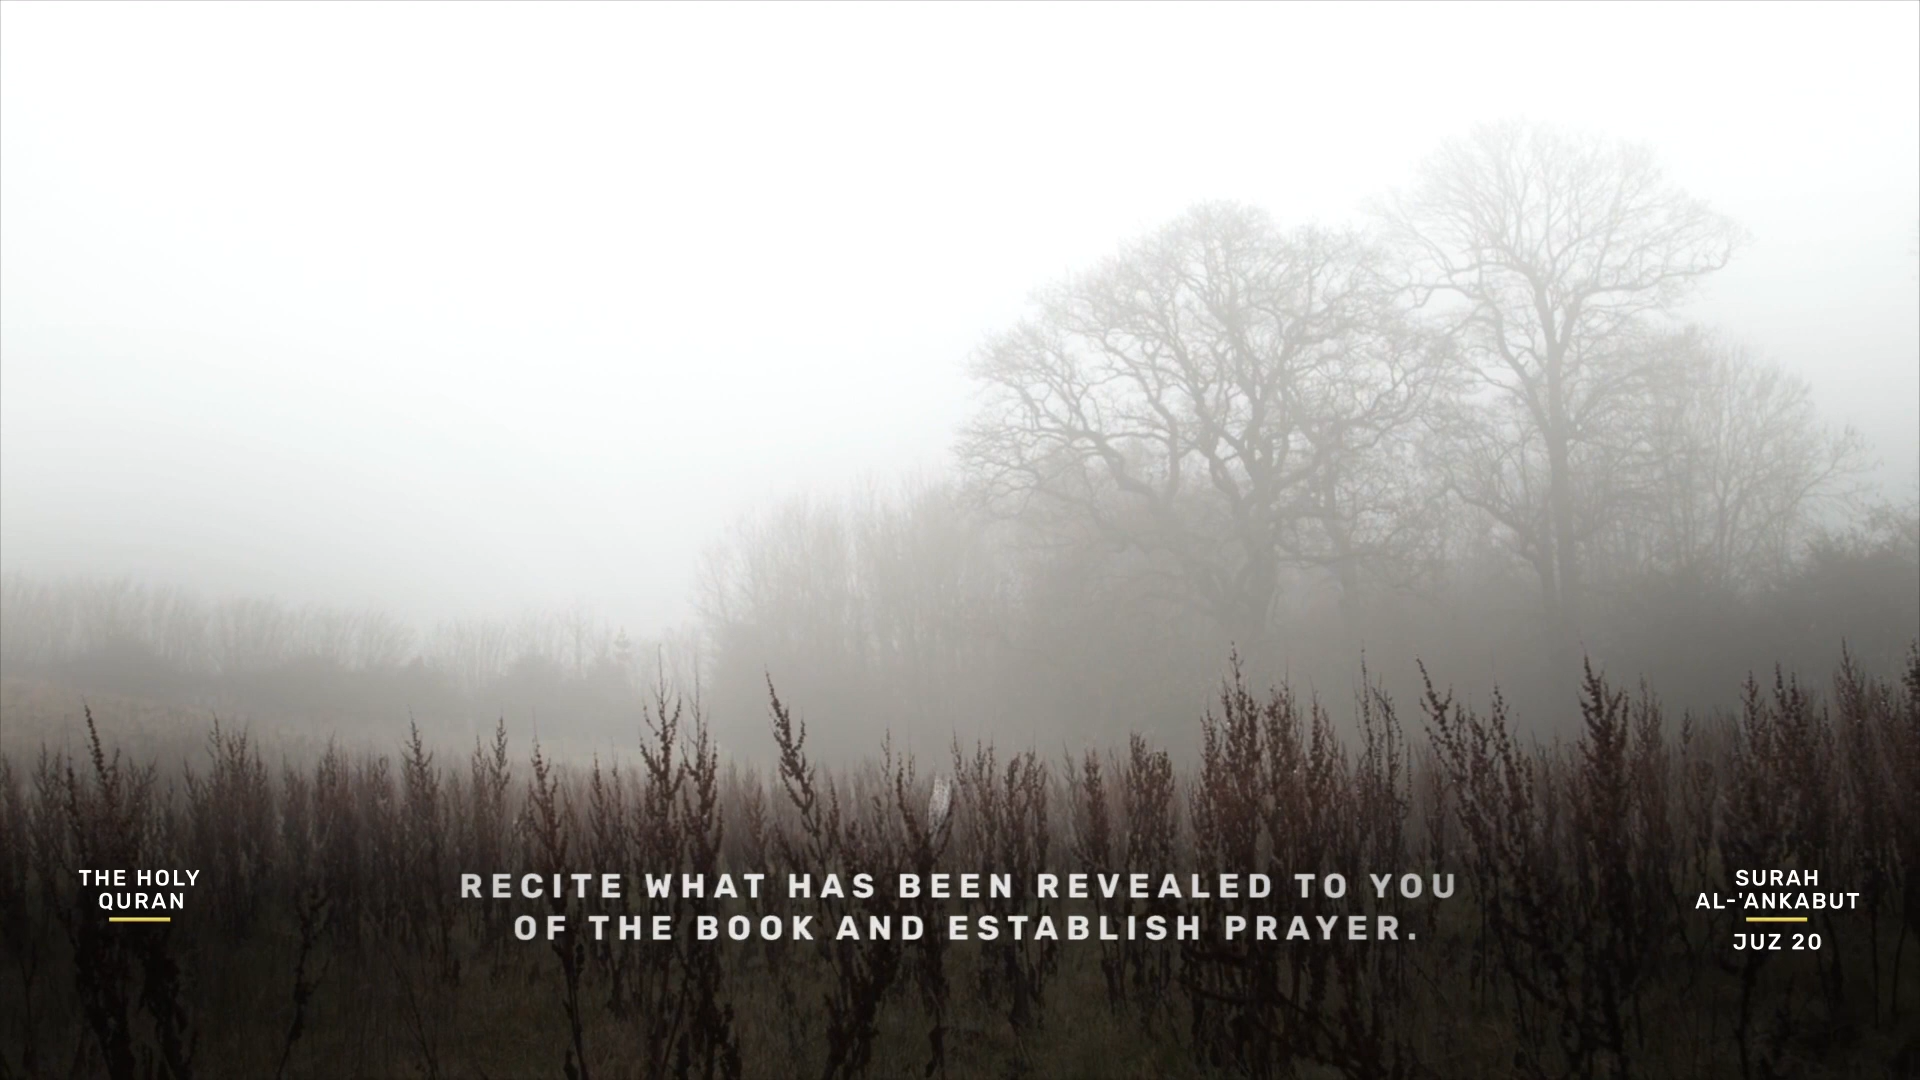 THE HOLY
QURAN
RECITE WHAT HAS BEEN REVEALED TO YOU
OF THE BOOK AND ESTABLISH PRAYER.
SURAH
AL-'ANKABUT
JUZ 20